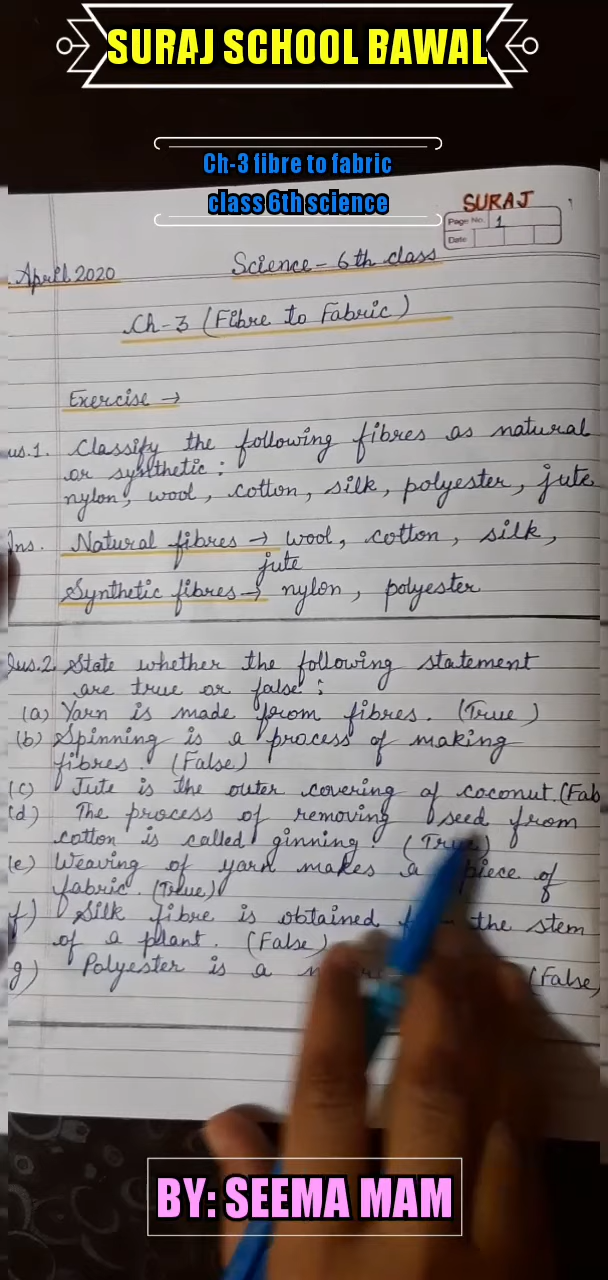 SURAJ SCHOOL BAWAL
Ch-3 fibre to fabric
class 6th science
SURAJ
Page No. 1
Date
April 2020
Science - 6th class
Ch-3 (Fibre to Fabric)
Exercise →
us.1. Classify the following fibres as natural
or synthetic :
nylon, wool, cotton, silk, polyester, jute
Ans. Natural fibres → wool, cotton, silk,
jute
Synthetic fibres → nylon, polyester
Qus.2. State whether the following statement
are true or false :
(a) Yarn is made from fibres. (True)
(b) Spinning is a process of making
fibres. (False)
(c) Jute is the outer covering of coconut. (Fals
(d) The process of removing seed from
cotton is called ginning. (True)
(e) Weaving of yarn makes a piece of
fabric. (True)
f) Silk fibre is obtained the stem
of a plant. (False)
g) Polyester is a (False)
BY: SEEMA MAM